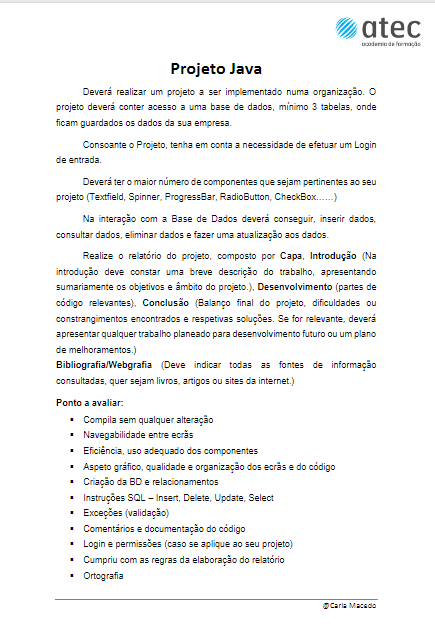 atec
academia de formação
Projeto Java
Deverá realizar um projeto a ser implementado numa organização. O
projeto deverá conter acesso a uma base de dados, mínimo 3 tabelas, onde
ficam guardados os dados da sua empresa.
Consoante o Projeto, tenha em conta a necessidade de efetuar um Login
de entrada.
Deverá ter o maior número de componentes que sejam pertinentes ao seu
projeto (Textfield, Spinner, ProgressBar, RadioButton, CheckBox……)
Na interação com a Base de Dados deverá conseguir, inserir dados,
consultar dados, eliminar dados e fazer uma atualização aos dados.
Realize o relatório do projeto, composto por Capa, Introdução (Na
introdução deve constar uma breve descrição do trabalho, apresentando
sumariamente os objetivos e âmbito do projeto.), Desenvolvimento (partes de
código relevantes), Conclusão (Balanço final do projeto, dificuldades ou
constrangimentos encontrados e respetivas soluções. Se for relevante, deverá
apresentar qualquer trabalho planeado para desenvolvimento futuro ou um plano
de melhoramentos.)
Bibliografia/Webgrafia (Deve indicar todas as fontes de informação
consultadas, quer sejam livros, artigos ou sites da internet.)
Ponto a avaliar:
▪ Compila sem qualquer alteração
▪ Navegabilidade entre ecrãs
▪ Eficiência, uso adequado dos componentes
▪ Aspeto gráfico, qualidade e organização dos ecrãs e do código
▪ Criação da BD e relacionamentos
▪ Instruções SQL – Insert, Delete, Update, Select
▪ Exceções (validação)
▪ Comentários e documentação do código
▪ Login e permissões (caso se aplique ao seu projeto)
▪ Cumpriu com as regras da elaboração do relatório
▪ Ortografia
@Carla Macedo